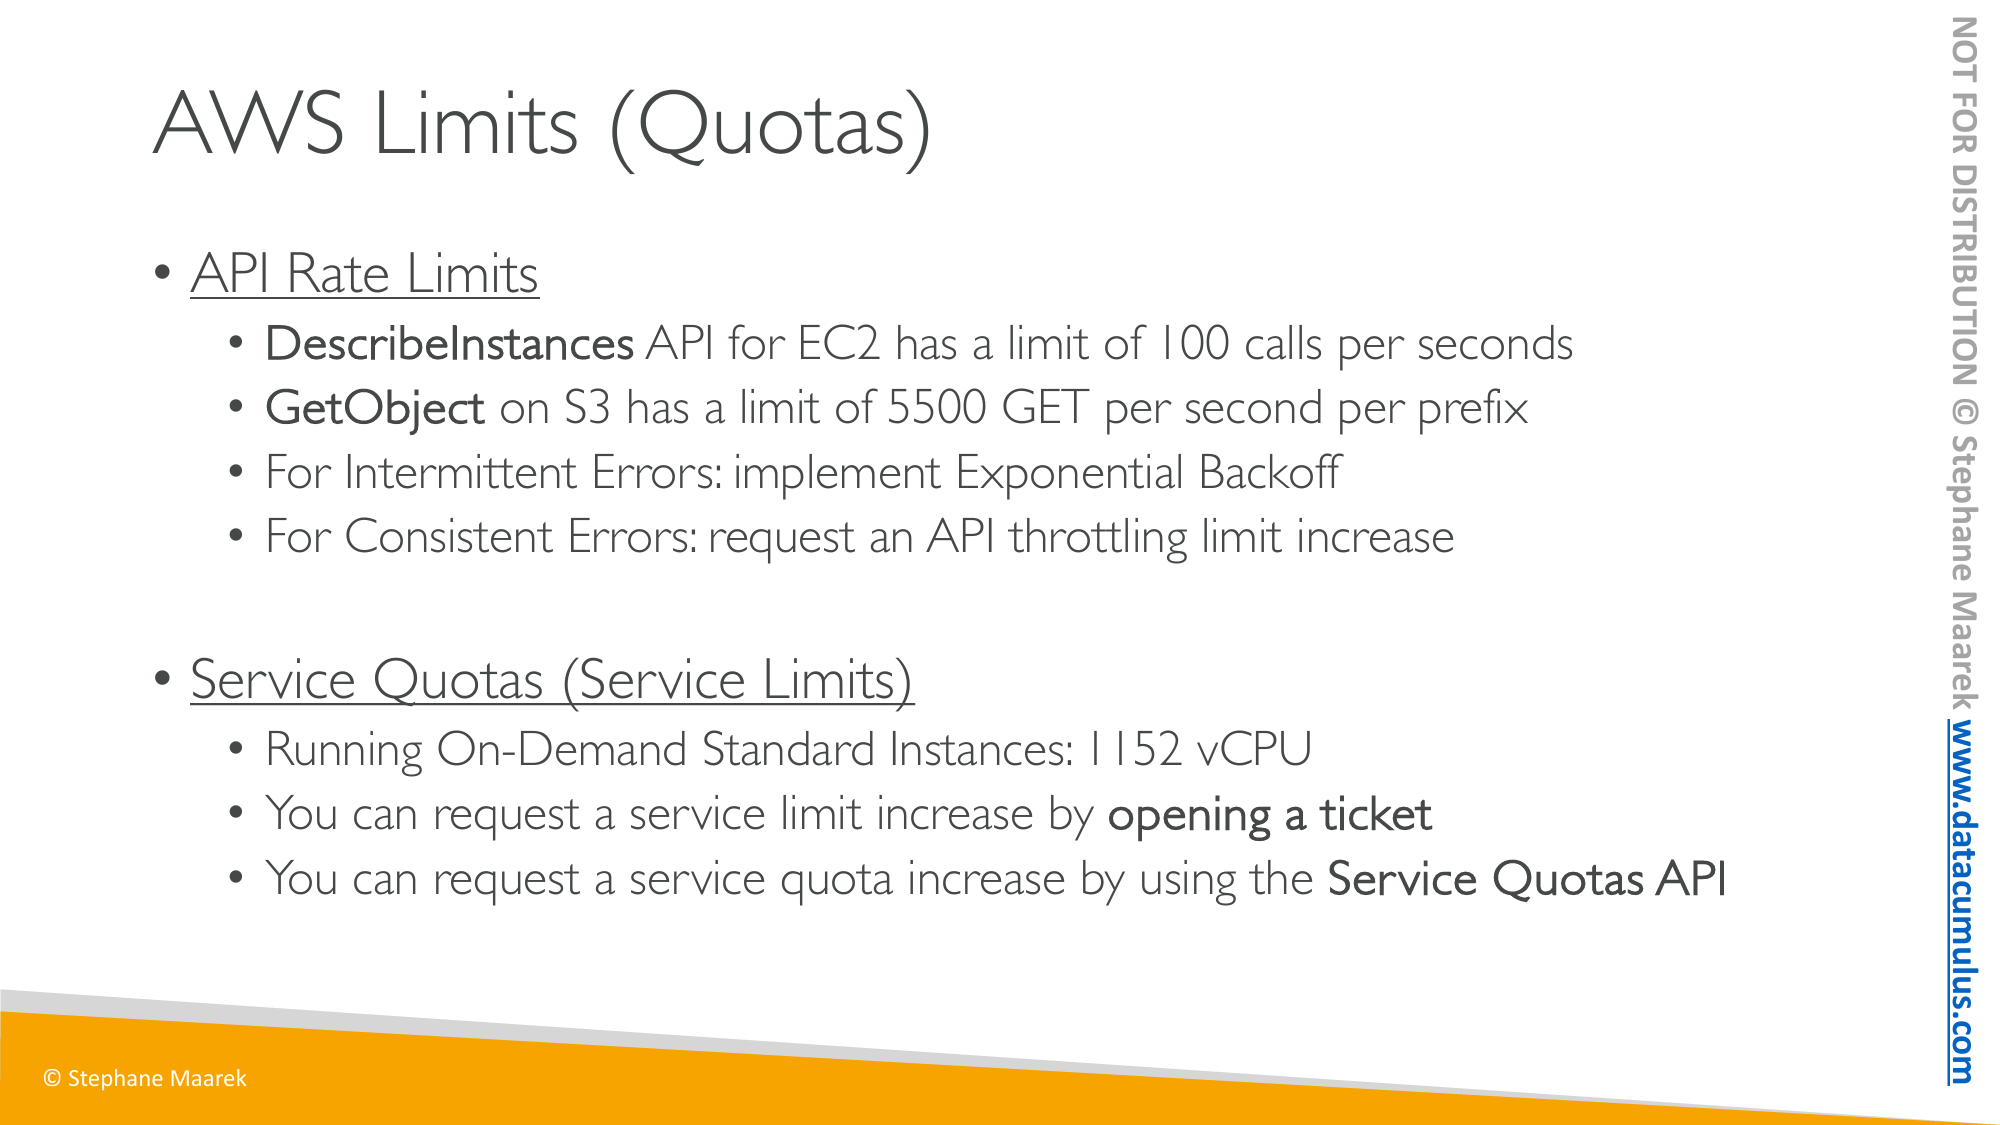 AWS Limits (Quotas)
• API Rate Limits
• DescribeInstances API for EC2 has a limit of 100 calls per seconds
• GetObject on S3 has a limit of 5500 GET per second per prefix
• For Intermittent Errors: implement Exponential Backoff
• For Consistent Errors: request an API throttling limit increase
• Service Quotas (Service Limits)
• Running On-Demand Standard Instances: 1152 vCPU
• You can request a service limit increase by opening a ticket
• You can request a service quota increase by using the Service Quotas API
© Stephane Maarek
NOT FOR DISTRIBUTION © Stephane Maarek www.datacumulus.com